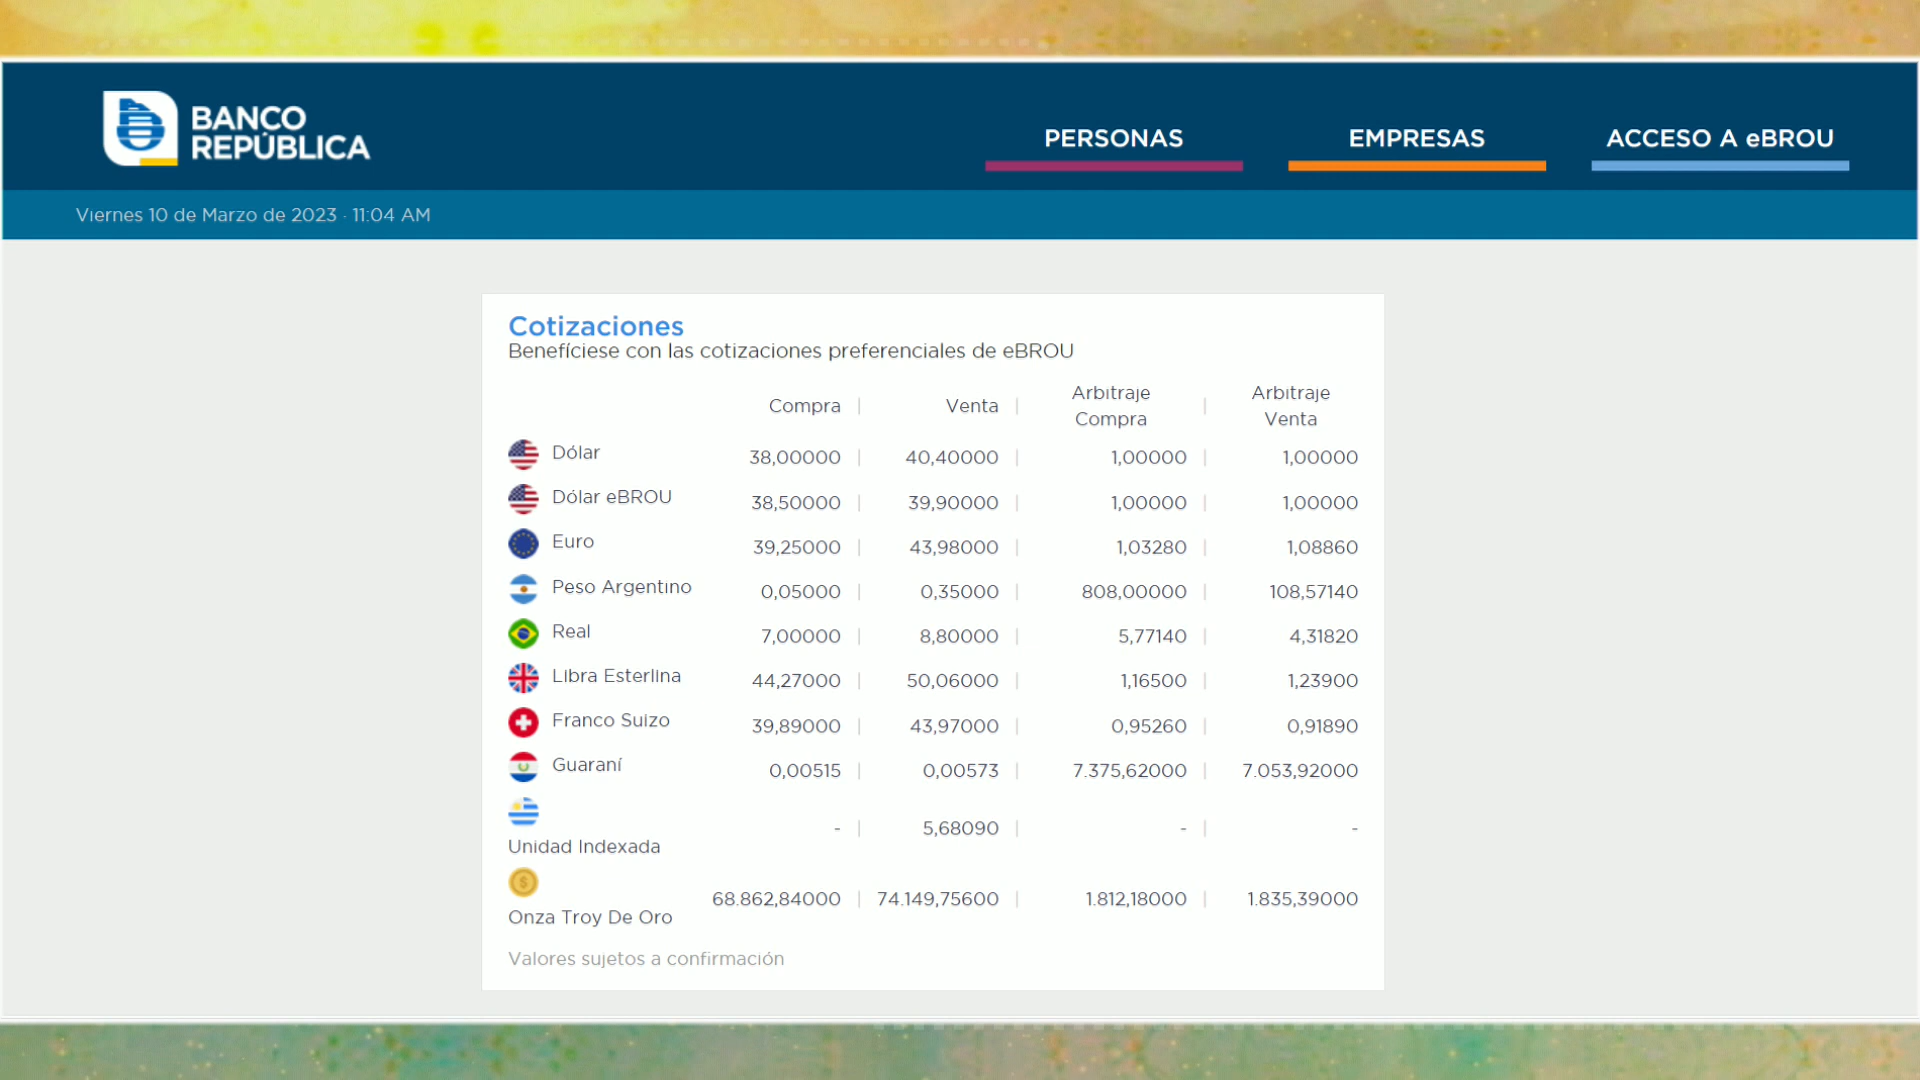 BANCO
REPÚBLICA
PERSONAS
EMPRESAS
ACCESO A eBROU
Viernes 10 de Marzo de 2023 · 11:04 AM
Cotizaciones
Benefíciese con las cotizaciones preferenciales de eBROU
Compra | Venta | Arbitraje Compra | Arbitraje Venta
Dólar 38,00000 | 40,40000 | 1,00000 | 1,00000
Dólar eBROU 38,50000 | 39,90000 | 1,00000 | 1,00000
Euro 39,25000 | 43,98000 | 1,03280 | 1,08860
Peso Argentino 0,05000 | 0,35000 | 808,00000 | 108,57140
Real 7,00000 | 8,80000 | 5,77140 | 4,31820
Libra Esterlina 44,27000 | 50,06000 | 1,16500 | 1,23900
Franco Suizo 39,89000 | 43,97000 | 0,95260 | 0,91890
Guaraní 0,00515 | 0,00573 | 7.375,62000 | 7.053,92000
Unidad Indexada - | 5,68090 | - | -
Onza Troy De Oro 68.862,84000 | 74.149,75600 | 1.812,18000 | 1.835,39000
Valores sujetos a confirmación